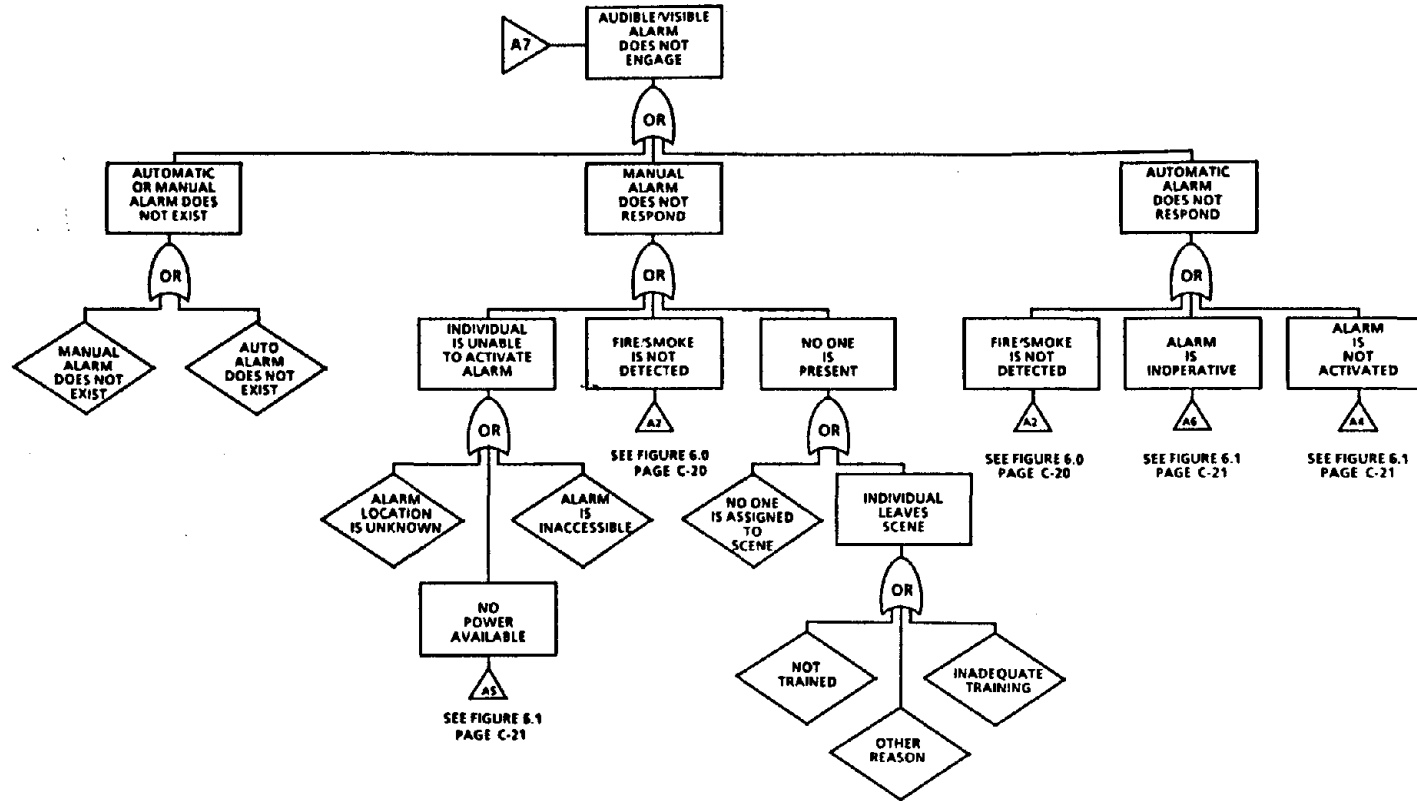 A7
AUDIBLE/VISIBLE
ALARM
DOES NOT
ENGAGE
OR
AUTOMATIC
OR MANUAL
ALARM DOES
NOT EXIST
MANUAL
ALARM
DOES NOT
RESPOND
AUTOMATIC
ALARM
DOES NOT
RESPOND
OR
OR
OR
MANUAL
ALARM
DOES NOT
EXIST
AUTO
ALARM
DOES NOT
EXIST
INDIVIDUAL
IS UNABLE
TO ACTIVATE
ALARM
FIRE/SMOKE
IS NOT
DETECTED
NO ONE
IS
PRESENT
FIRE/SMOKE
IS NOT
DETECTED
ALARM
IS
INOPERATIVE
ALARM
IS
NOT
ACTIVATED
OR
A2
SEE FIGURE 6.0
PAGE C-20
OR
A2
SEE FIGURE 6.0
PAGE C-20
A6
SEE FIGURE 6.1
PAGE C-21
A4
SEE FIGURE 6.1
PAGE C-21
ALARM
LOCATION
IS UNKNOWN
ALARM
IS
INACCESSIBLE
NO ONE
IS ASSIGNED
TO
SCENE
INDIVIDUAL
LEAVES
SCENE
NO
POWER
AVAILABLE
A5
SEE FIGURE 6.1
PAGE C-21
OR
NOT
TRAINED
INADEQUATE
TRAINING
OTHER
REASON